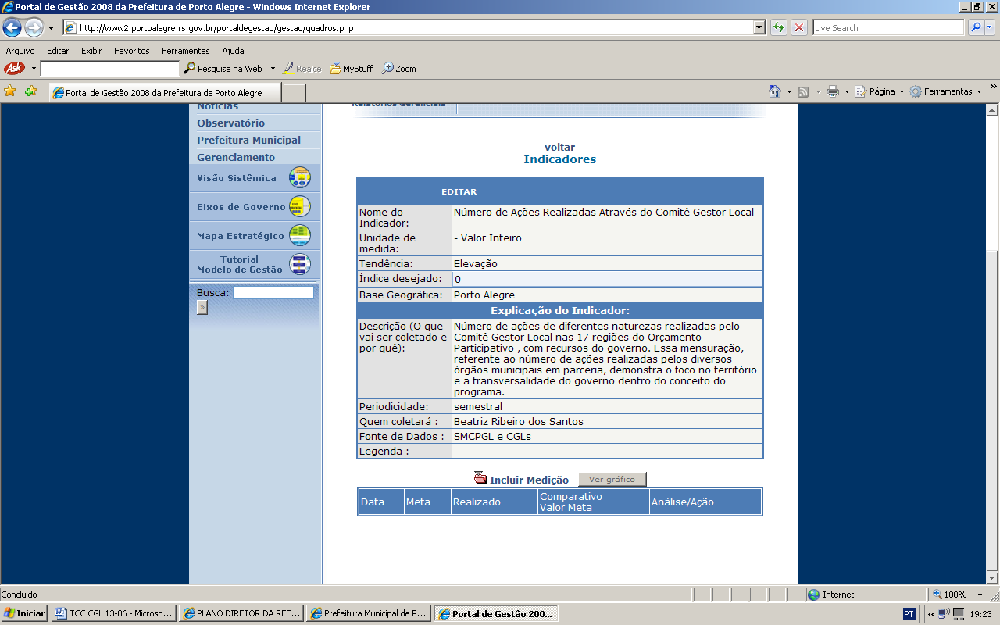 Portal de Gestão 2008 da Prefeitura de Porto Alegre - Windows Internet Explorer
http://www2.portoalegre.rs.gov.br/portaldegestao/gestao/quadros.php
Live Search
Arquivo Editar Exibir Favoritos Ferramentas Ajuda
Ask Pesquisa na Web Realce MyStuff Zoom
Portal de Gestão 2008 da Prefeitura de Porto Alegre
Página Ferramentas »
Notícias
Observatório
Prefeitura Municipal
Gerenciamento
Visão Sistêmica
Eixos de Governo
Mapa Estratégico
Tutorial
Modelo de Gestão
Busca:
»
Relatórios Gerenciais
voltar
Indicadores
EDITAR
Nome do
Indicador:
Número de Ações Realizadas Através do Comitê Gestor Local
Unidade de
medida:
- Valor Inteiro
Tendência:
Elevação
Índice desejado:
0
Base Geográfica:
Porto Alegre
Explicação do Indicador:
Descrição (O que
vai ser coletado e
por quê):
Número de ações de diferentes naturezas realizadas pelo
Comitê Gestor Local nas 17 regiões do Orçamento
Participativo , com recursos do governo. Essa mensuração,
referente ao número de ações realizadas pelos diversos
órgãos municipais em parceria, demonstra o foco no território
e a transversalidade do governo dentro do conceito do
programa.
Periodicidade:
semestral
Quem coletará :
Beatriz Ribeiro dos Santos
Fonte de Dados :
SMCPGL e CGLs
Legenda :
Incluir Medição Ver gráfico
Data
Meta
Realizado
Comparativo
Valor Meta
Análise/Ação
Concluído
Internet
100%
Iniciar
TCC CGL 13-06 - Microso...
PLANO DIRETOR DA REF...
Prefeitura Municipal de P...
Portal de Gestão 200...
PT
«
19:23